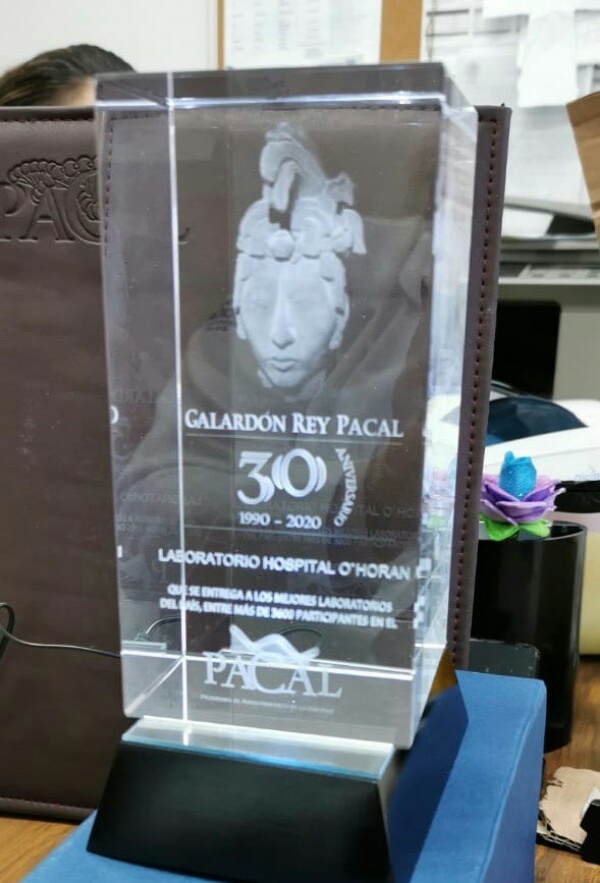 GALARDÓN REY PACAL
30
ANIVERSARIO
1990 - 2020
LABORATORIO HOSPITAL O'HORAN
QUE SE ENTREGA A LOS MEJORES LABORATORIOS
DEL PAÍS, ENTRE MÁS DE 3600 PARTICIPANTES EN EL
PACAL